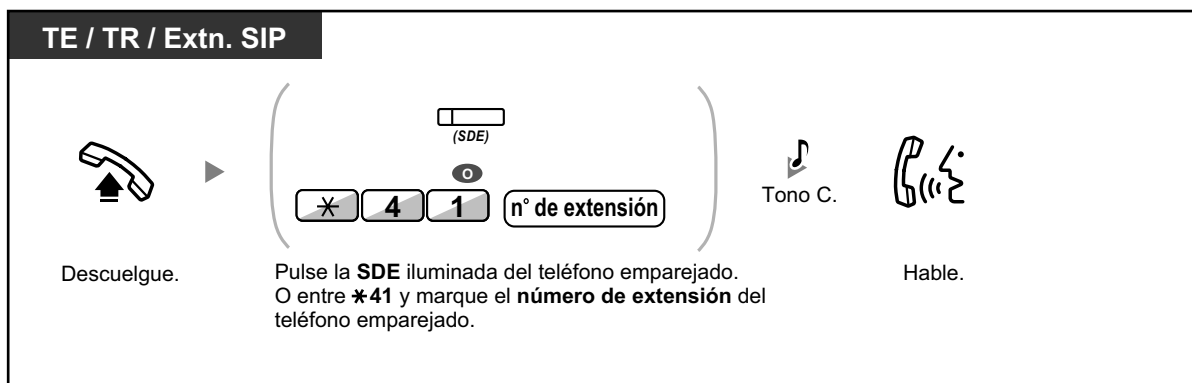 TE / TR / Extn. SIP
(SDE)
O
✳ 4 1 n° de extensión
Tono C.
Descuelgue.
Pulse la SDE iluminada del teléfono emparejado.
O entre ✳41 y marque el número de extensión del
teléfono emparejado.
Hable.